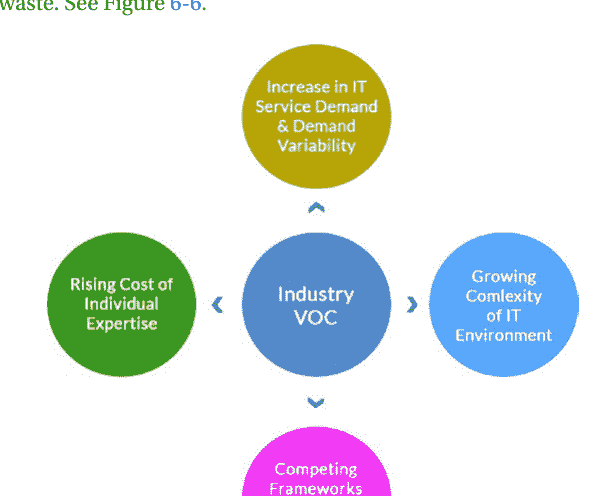 waste. See Figure 6-6.
Increase in IT
Service Demand
& Demand
Variability
Rising Cost of
Individual
Expertise
Industry
VOC
Growing
Comlexity
of IT
Environment
Competing
Frameworks